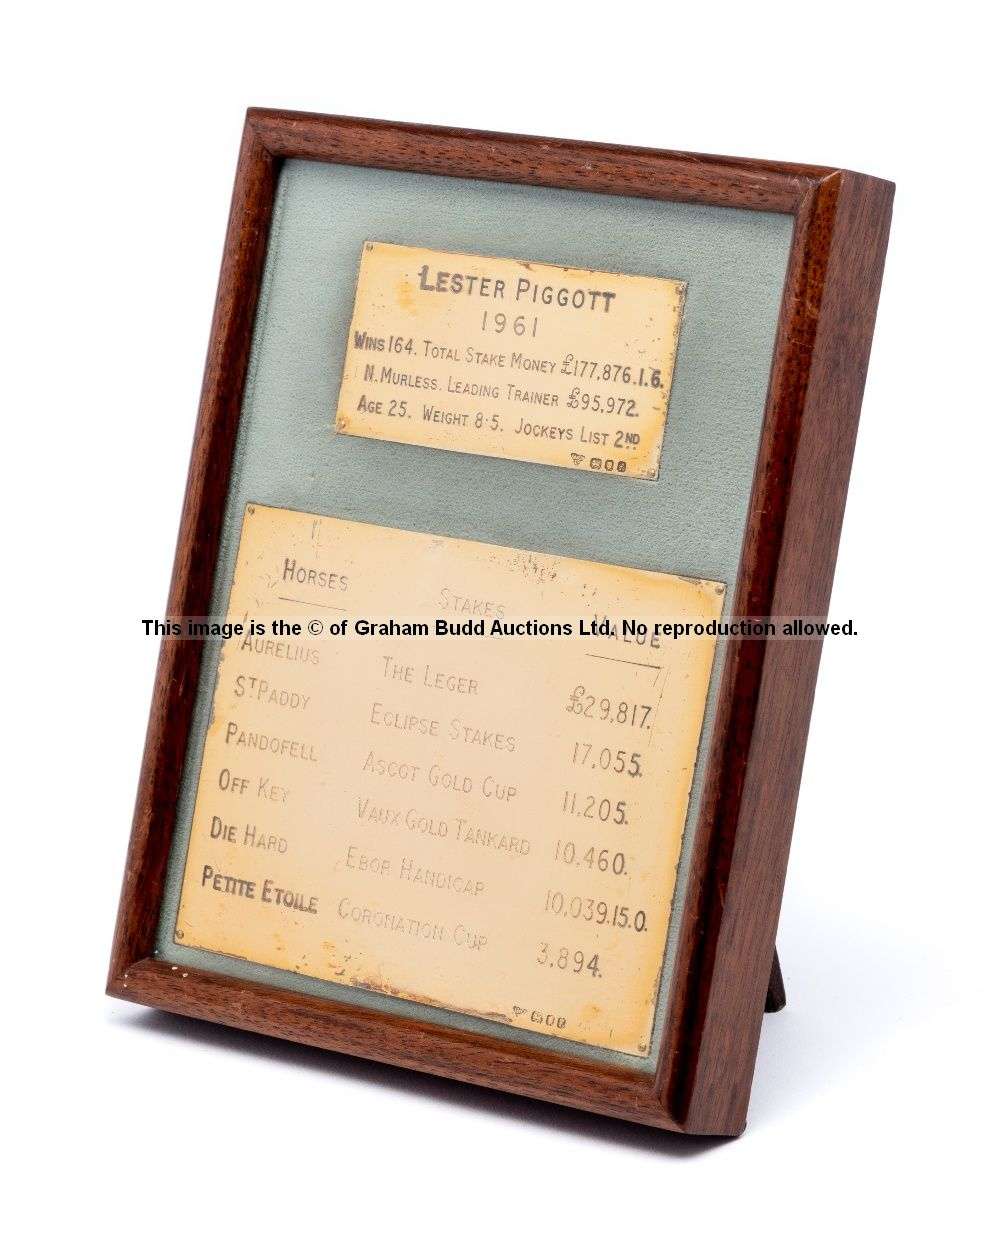 LESTER PIGGOTT
1961
WINS 164. TOTAL STAKE MONEY £177,876.1.6.
N. MURLESS. LEADING TRAINER £95,972.
AGE 25. WEIGHT 8·5. JOCKEYS LIST 2ND
HORSES STAKES VALUE
This image is the © of Graham Budd Auctions Ltd. No reproduction allowed.
AURELIUS THE LEGER £29,817.
ST PADDY ECLIPSE STAKES 17,055.
PANDOFELL ASCOT GOLD CUP 11,205.
OFF KEY VAUX GOLD TANKARD 10,460.
DIE HARD EBOR HANDICAP 10,039.15.0.
PETITE ETOILE CORONATION CUP 3,894.